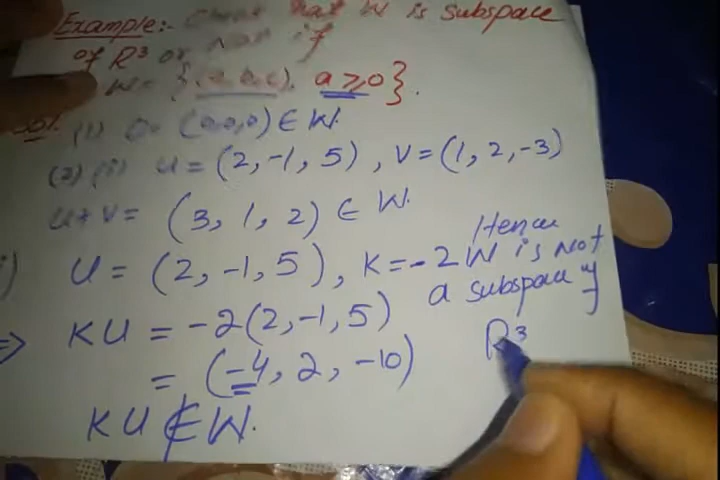 Example:- that W is subspace
of R³ or not if
W = {(a,b,c), a ≥ 0}.
Sol. (1) 0 = (0,0,0) ∈ W.
(2) (i) U = (2, -1, 5), V = (1, 2, -3)
U + V = (3, 1, 2) ∈ W.
i) U = (2, -1, 5), K = -2
⇒ KU = -2(2, -1, 5)
= (-4, 2, -10)
KU ∉ W.
Hence
W is not
a subspace of
R³